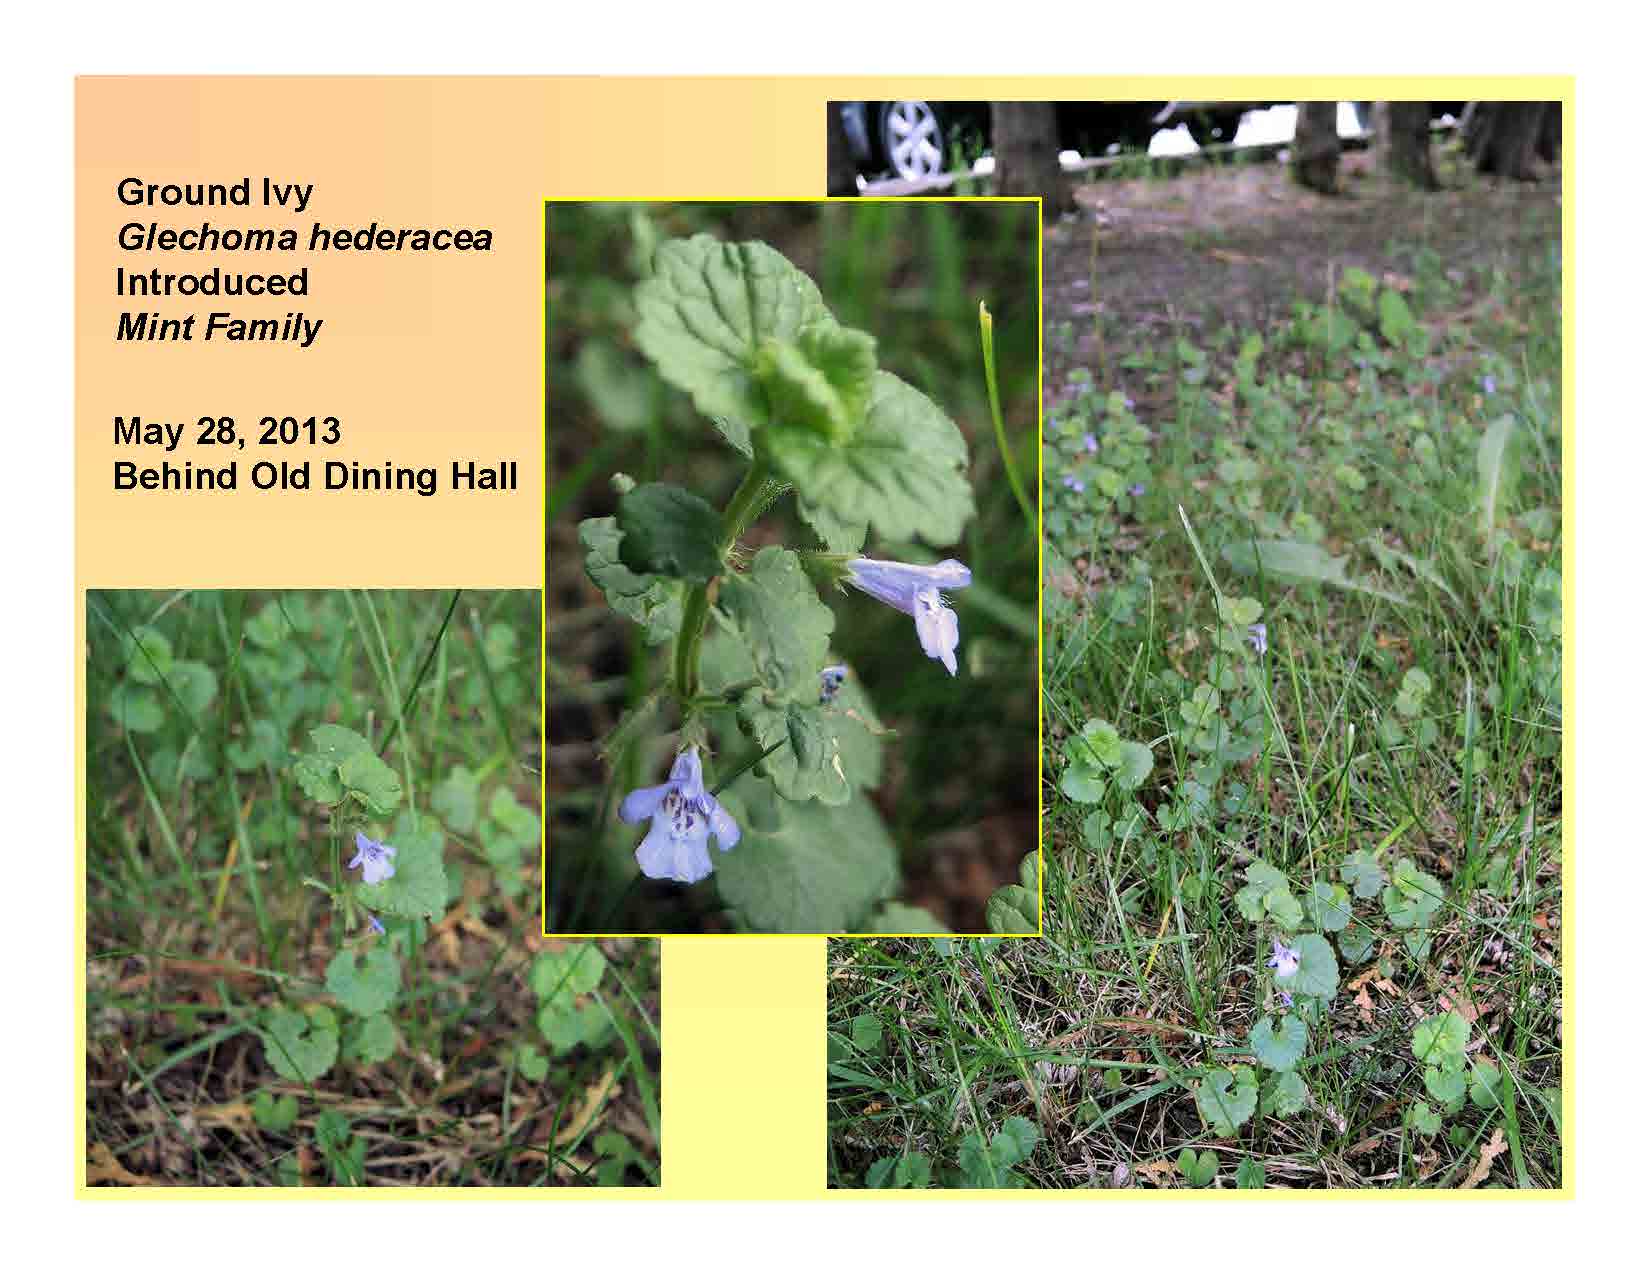 Ground Ivy
Glechoma hederacea
Introduced
Mint Family
May 28, 2013
Behind Old Dining Hall